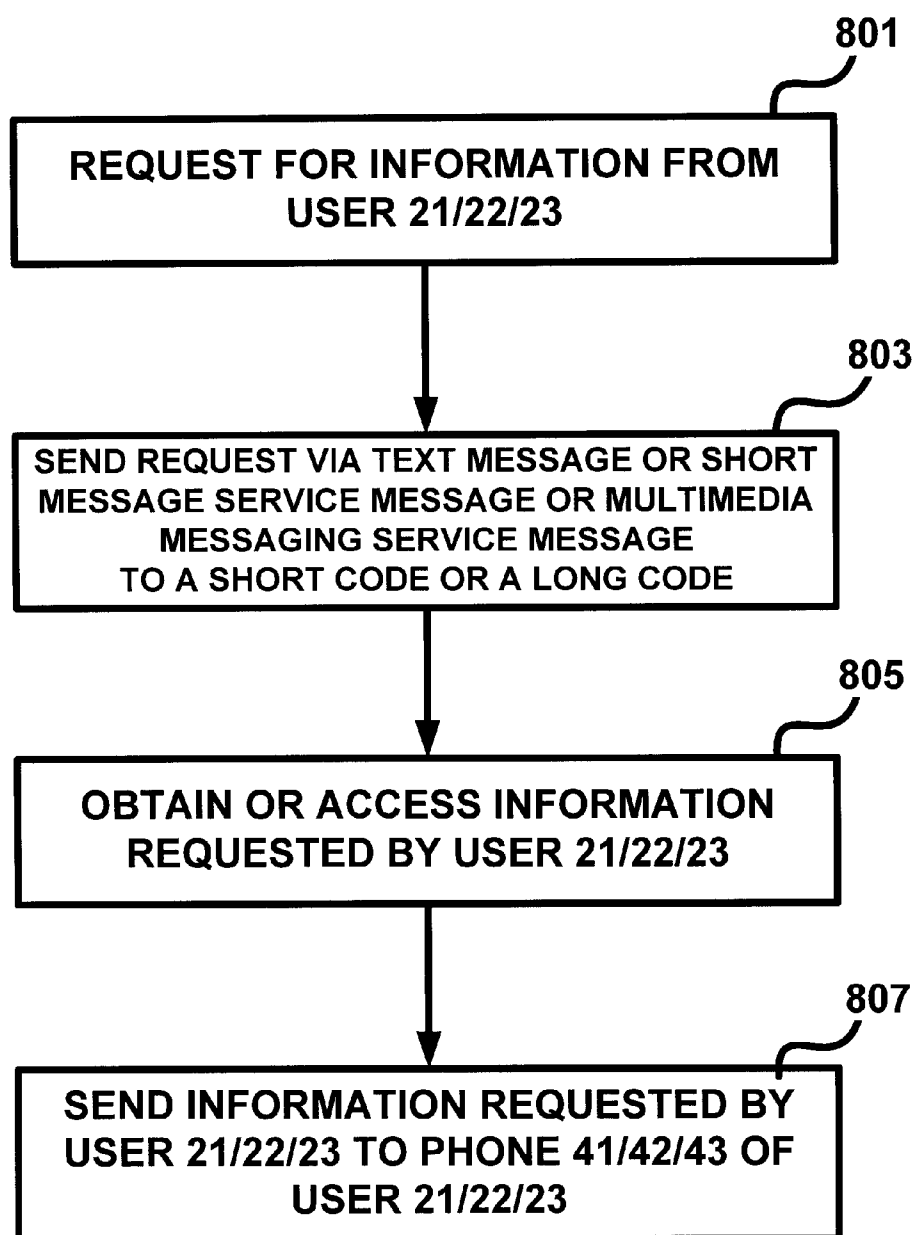 801
REQUEST FOR INFORMATION FROM
USER 21/22/23
803
SEND REQUEST VIA TEXT MESSAGE OR SHORT
MESSAGE SERVICE MESSAGE OR MULTIMEDIA
MESSAGING SERVICE MESSAGE
TO A SHORT CODE OR A LONG CODE
805
OBTAIN OR ACCESS INFORMATION
REQUESTED BY USER 21/22/23
807
SEND INFORMATION REQUESTED BY
USER 21/22/23 TO PHONE 41/42/43 OF
USER 21/22/23